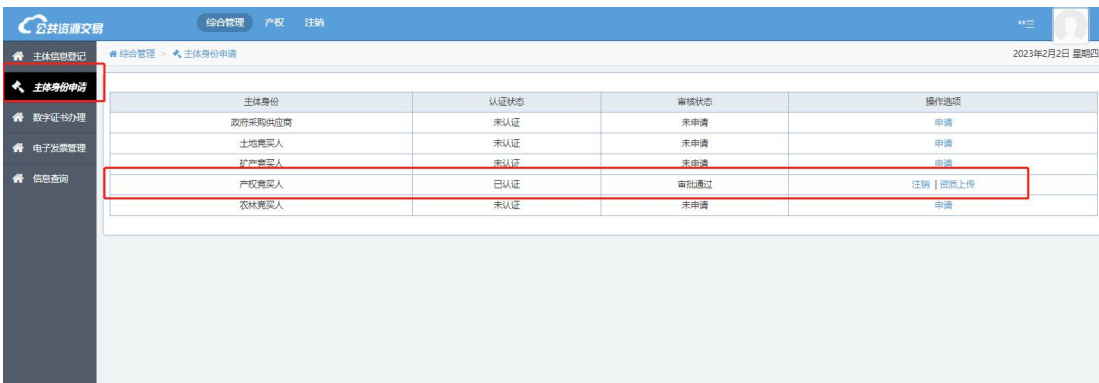 公共资源交易
综合管理 产权 注销
**兰
主体信息登记
综合管理 > 主体身份申请
2023年2月2日 星期四
主体身份申请
数字证书办理
电子发票管理
信息查询
主体身份 认证状态 审核状态 操作选项
政府采购供应商 未认证 未申请 申请
土地竞买人 未认证 未申请 申请
矿产竞买人 未认证 未申请 申请
产权竞买人 已认证 审批通过 注销 | 资质上传
农林竞买人 未认证 未申请 申请